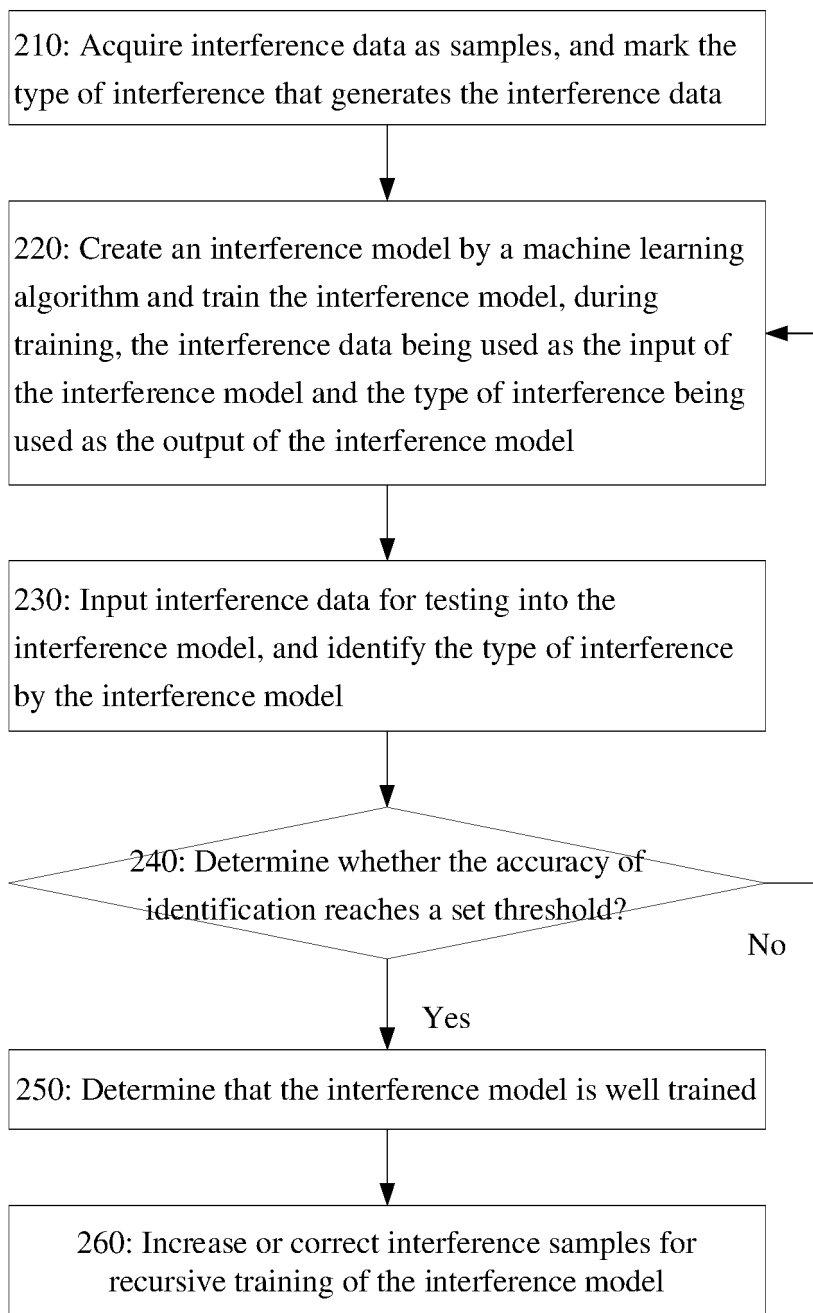 210: Acquire interference data as samples, and mark the
type of interference that generates the interference data
220: Create an interference model by a machine learning
algorithm and train the interference model, during
training, the interference data being used as the input of
the interference model and the type of interference being
used as the output of the interference model
230: Input interference data for testing into the
interference model, and identify the type of interference
by the interference model
240: Determine whether the accuracy of
identification reaches a set threshold?
No
Yes
250: Determine that the interference model is well trained
260: Increase or correct interference samples for
recursive training of the interference model